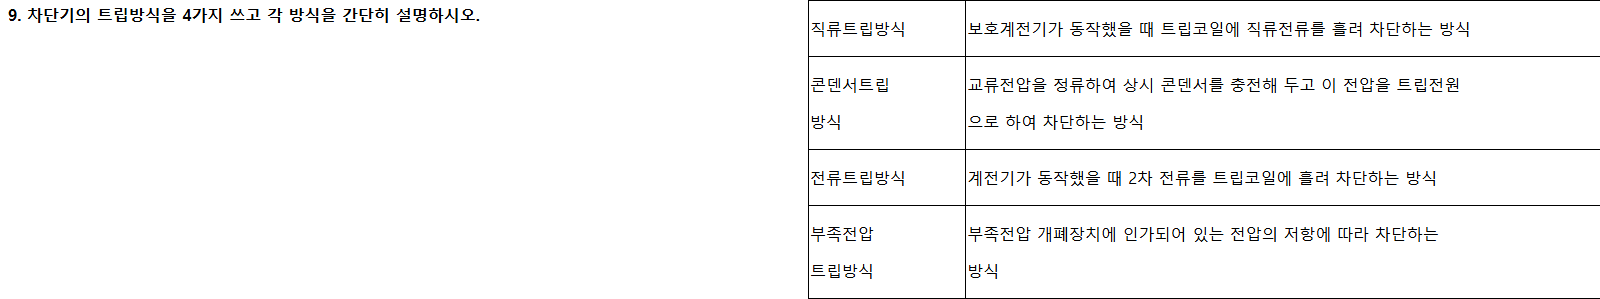 9. 차단기의 트립방식을 4가지 쓰고 각 방식을 간단히 설명하시오.
직류트립방식
보호계전기가 동작했을 때 트립코일에 직류전류를 흘려 차단하는 방식
콘덴서트립
방식
교류전압을 정류하여 상시 콘덴서를 충전해 두고 이 전압을 트립전원
으로 하여 차단하는 방식
전류트립방식
계전기가 동작했을 때 2차 전류를 트립코일에 흘려 차단하는 방식
부족전압
트립방식
부족전압 개폐장치에 인가되어 있는 전압의 저항에 따라 차단하는
방식